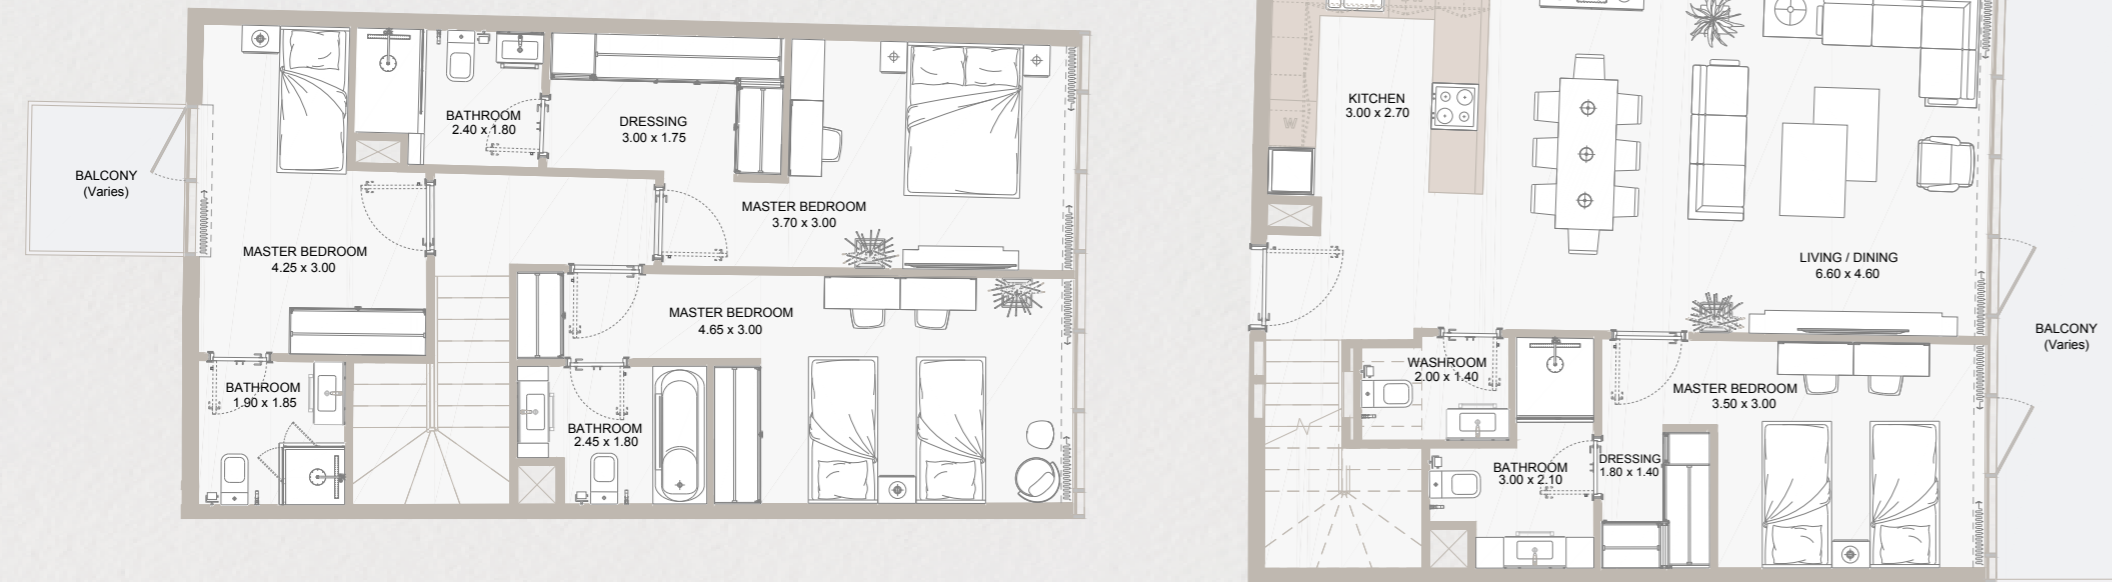 BATHROOM
2.40 x 1.80
DRESSING
3.00 x 1.75
BALCONY
(Varies)
MASTER BEDROOM
3.70 x 3.00
MASTER BEDROOM
4.25 x 3.00
MASTER BEDROOM
4.65 x 3.00
BATHROOM
1.90 x 1.85
BATHROOM
2.45 x 1.80
KITCHEN
3.00 x 2.70
W
LIVING / DINING
6.60 x 4.60
BALCONY
(Varies)
WASHROOM
2.00 x 1.40
MASTER BEDROOM
3.50 x 3.00
DRESSING
1.80 x 1.40
BATHROOM
3.00 x 2.10